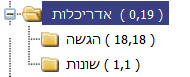 אדריכלות ( 0,19 )
הגשה ( 18,18 )
שונות ( 1,1 )